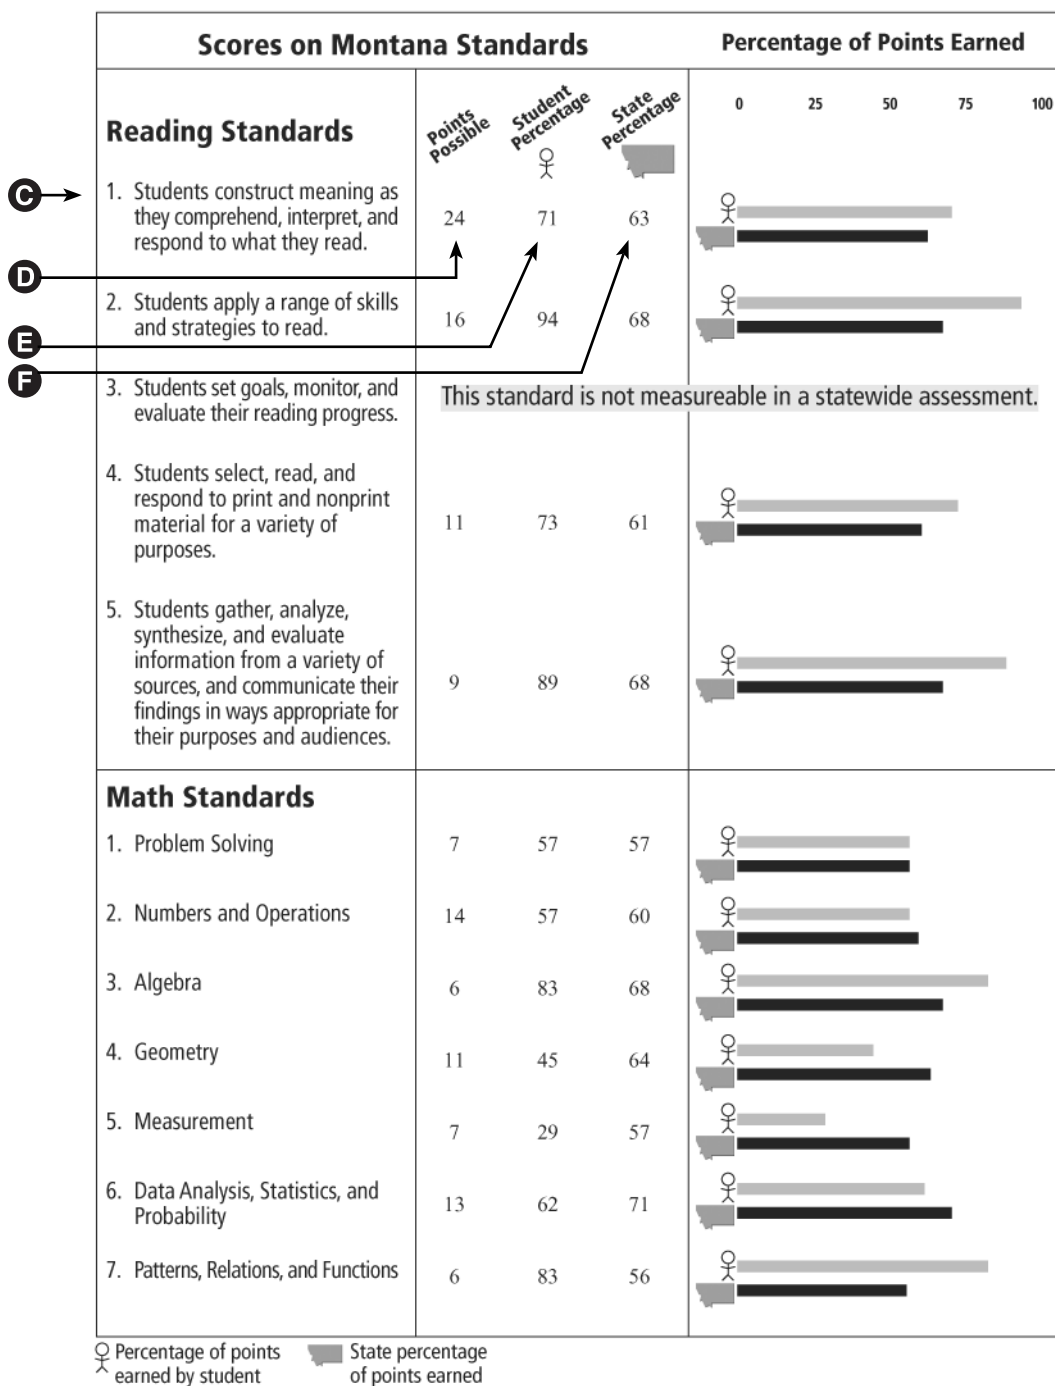 Scores on Montana Standards
Percentage of Points Earned
Reading Standards
Points
Possible
Student
Percentage
State
Percentage
0 25 50 75 100
C
1. Students construct meaning as
they comprehend, interpret, and
respond to what they read.
24 71 63
D
2. Students apply a range of skills
and strategies to read.
16 94 68
E
F
3. Students set goals, monitor, and
evaluate their reading progress.
This standard is not measureable in a statewide assessment.
4. Students select, read, and
respond to print and nonprint
material for a variety of
purposes.
11 73 61
5. Students gather, analyze,
synthesize, and evaluate
information from a variety of
sources, and communicate their
findings in ways appropriate for
their purposes and audiences.
9 89 68
Math Standards
1. Problem Solving 7 57 57
2. Numbers and Operations 14 57 60
3. Algebra 6 83 68
4. Geometry 11 45 64
5. Measurement 7 29 57
6. Data Analysis, Statistics, and
Probability
13 62 71
7. Patterns, Relations, and Functions 6 83 56
Percentage of points
earned by student
State percentage
of points earned